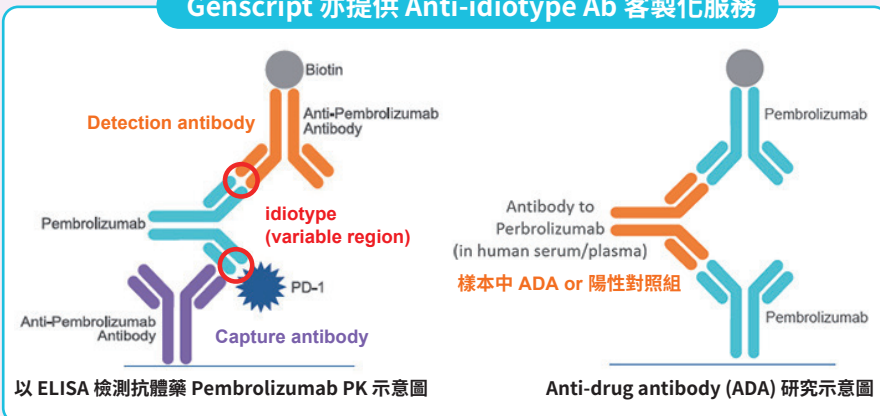 Genscript 亦提供 Anti-idiotype Ab 客製化服務
Biotin
Detection antibody
Anti-Pembrolizumab
Antibody
Pembrolizumab
idiotype
(variable region)
PD-1
Anti-Pembrolizumab
Antibody
Capture antibody
以 ELISA 檢測抗體藥 Pembrolizumab PK 示意圖
Pembrolizumab
Antibody to
Perbrolizumab
(in human serum/plasma)
樣本中 ADA or 陽性對照組
Pembrolizumab
Anti-drug antibody (ADA) 研究示意圖